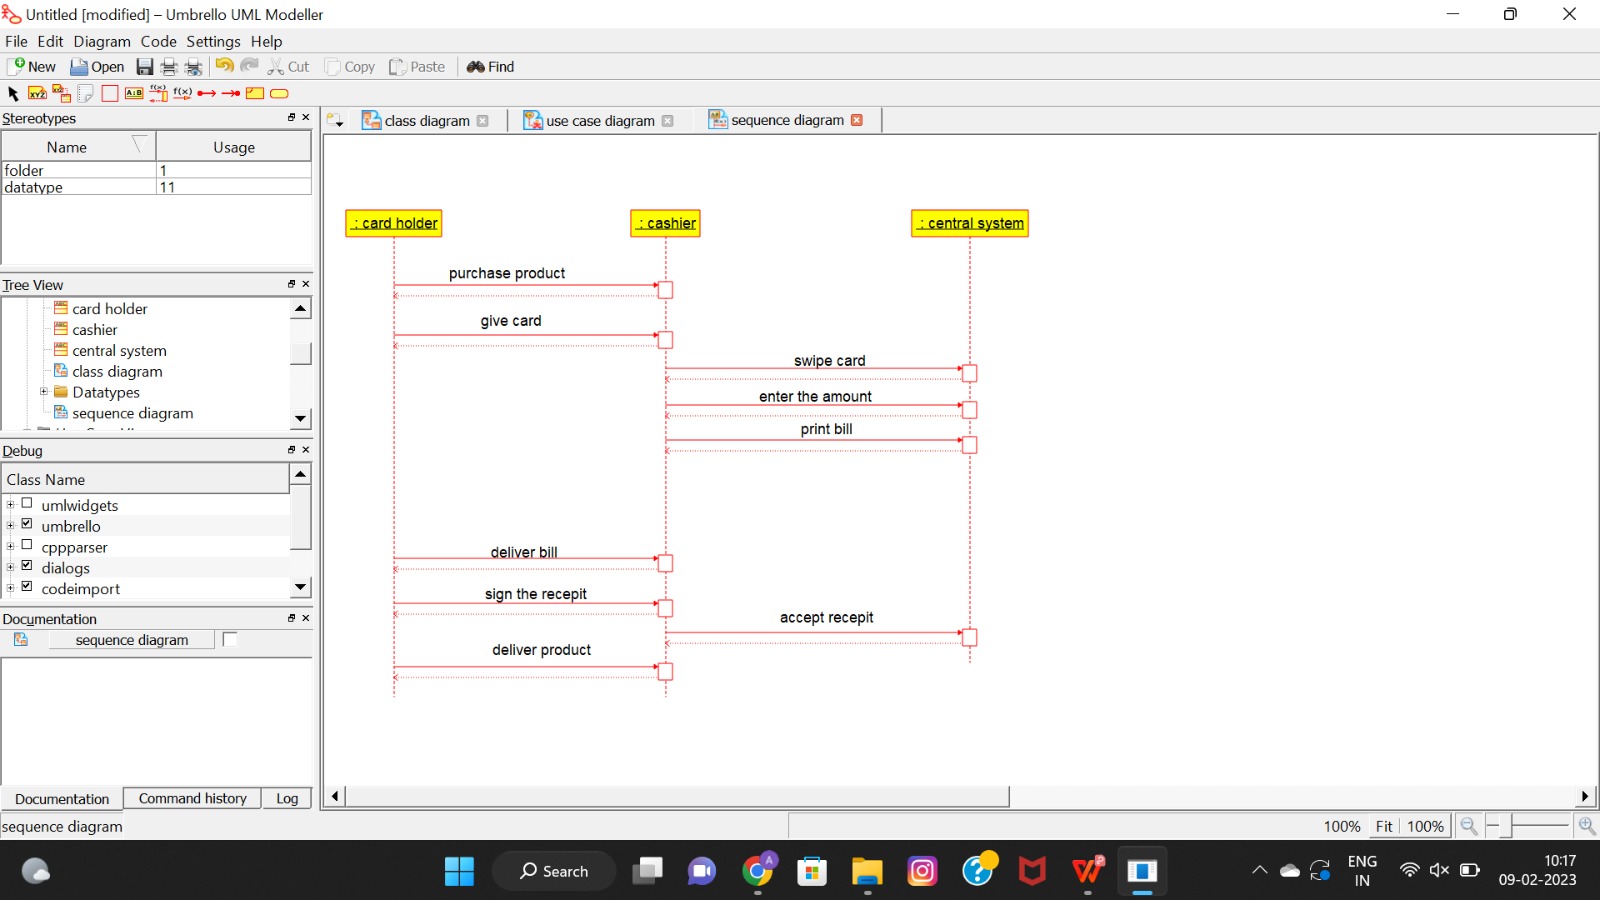 Untitled [modified] – Umbrello UML Modeller
File Edit Diagram Code Settings Help
New Open Cut Copy Paste Find
Stereotypes
Name Usage
folder 1
datatype 11
Tree View
card holder
cashier
central system
class diagram
Datatypes
sequence diagram
Debug
Class Name
umlwidgets
umbrello
cppparser
dialogs
codeimport
Documentation
sequence diagram
Documentation Command history Log
sequence diagram
class diagram use case diagram sequence diagram
: card holder : cashier : central system
purchase product
give card
swipe card
enter the amount
print bill
deliver bill
sign the recepit
accept recepit
deliver product
100% Fit 100%
Search
ENG
IN
10:17
09-02-2023